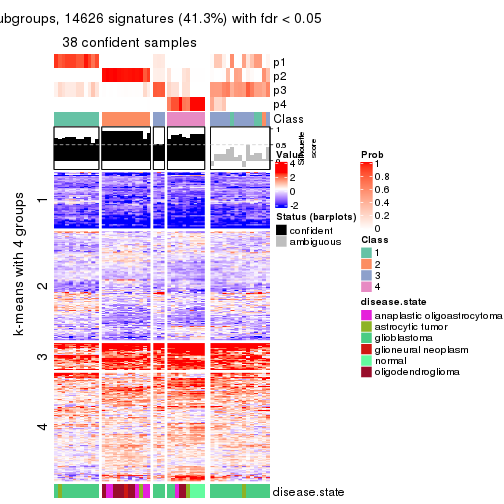 ubgroups, 14626 signatures (41.3%) with fdr < 0.05
38 confident samples
p1
p2
p3
p4
Class
1
0.5
0
Silhouette
score
Value
4
2
0
-2
Status (barplots)
confident
ambiguous
Prob
1
0.8
0.6
0.4
0.2
0
Class
1
2
3
4
disease.state
anaplastic oligoastrocytoma
astrocytic tumor
glioblastoma
glioneural neoplasm
normal
oligodendroglioma
k-means with 4 groups
1
2
3
4
disease.state